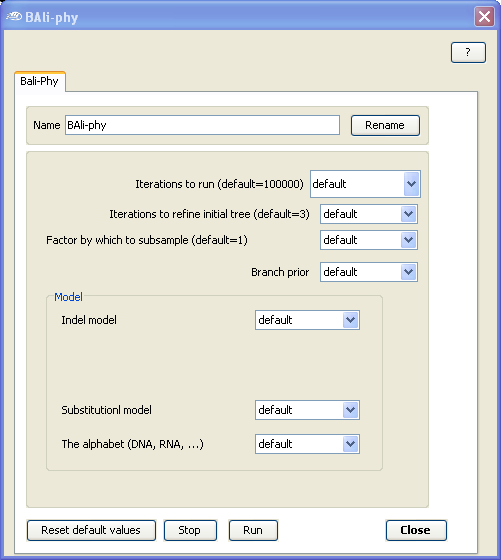 BAli-phy
?
Bali-Phy
Name BAli-phy Rename
Iterations to run (default=100000) default
Iterations to refine initial tree (default=3) default
Factor by which to subsample (default=1) default
Branch prior default
Model
Indel model default
Substitutionl model default
The alphabet (DNA, RNA, ...) default
Reset default values Stop Run Close